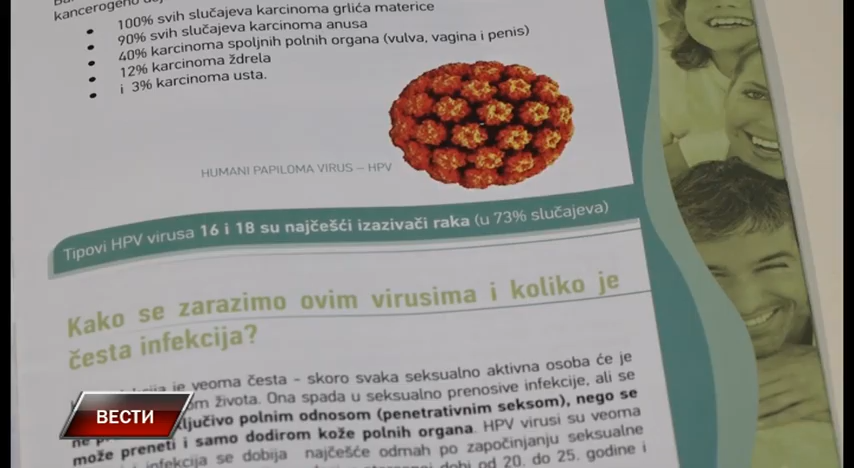 kancerogeno
100% svih slučajeva karcinoma grlića materice
90% svih slučajeva karcinoma anusa
40% karcinoma spoljnih polnih organa (vulva, vagina i penis)
12% karcinoma ždrela
i 3% karcinoma usta.
HUMANI PAPILOMA VIRUS – HPV
Tipovi HPV virusa 16 i 18 su najčešći izazivači raka (u 73% slučajeva)
Kako se zarazimo ovim virusima i koliko je
česta infekcija?
je veoma česta - skoro svaka seksualno aktivna osoba će je
života. Ona spada u seksualno prenosive infekcije, ali se
ne polnim odnosom (penetrativnim seksom), nego se
može preneti i samo dodirom kože polnih organa. HPV virusi su veoma
infekcija se dobija najčešće odmah po započinjanju seksualne
dobi od 20. do 25. godine i
ВЕСТИ